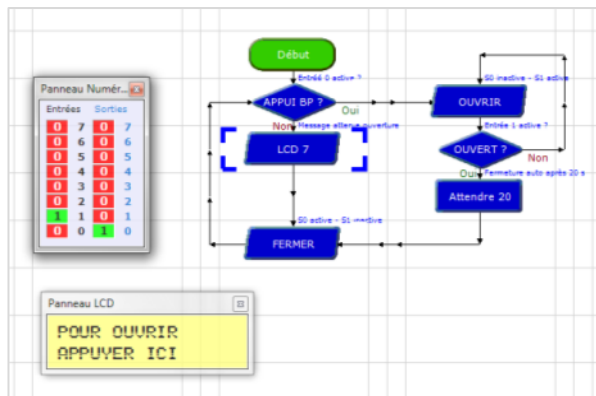 Début
Entrée 0 active ?
APPUI BP ?
Oui
Non
Message attente ouverture
LCD 7
S0 active - S1 inactive
FERMER
S0 inactive - S1 active
OUVRIR
Entrée 1 active ?
OUVERT ?
Non
Oui
Fermeture auto après 20 s
Attendre 20
Panneau Numér...
Entrées Sorties
0 7 0 7
0 6 0 6
0 5 0 5
0 4 0 4
0 3 0 3
0 2 0 2
1 1 0 1
0 0 1 0
Panneau LCD
POUR OUVRIR
APPUYER ICI